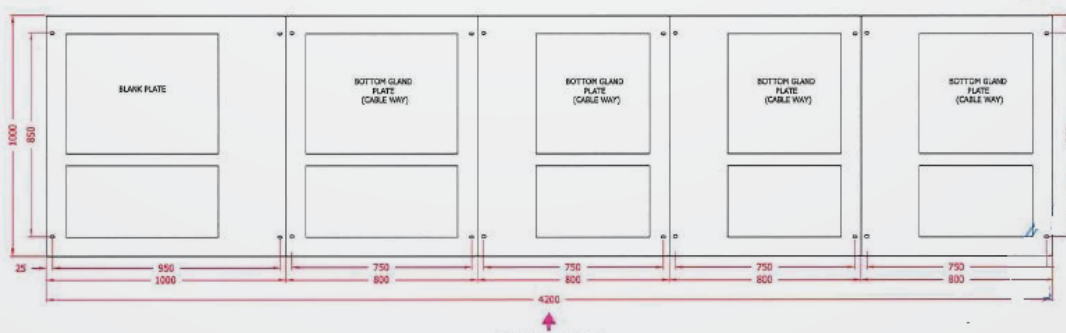 BLANK PLATE
BOTTOM GLAND
PLATE
(CABLE WAY)
BOTTOM GLAND
PLATE
(CABLE WAY)
BOTTOM GLAND
PLATE
(CABLE WAY)
BOTTOM GLAND
PLATE
(CABLE WAY)
1000
850
25
950
750
750
750
750
1000
800
800
800
800
4200